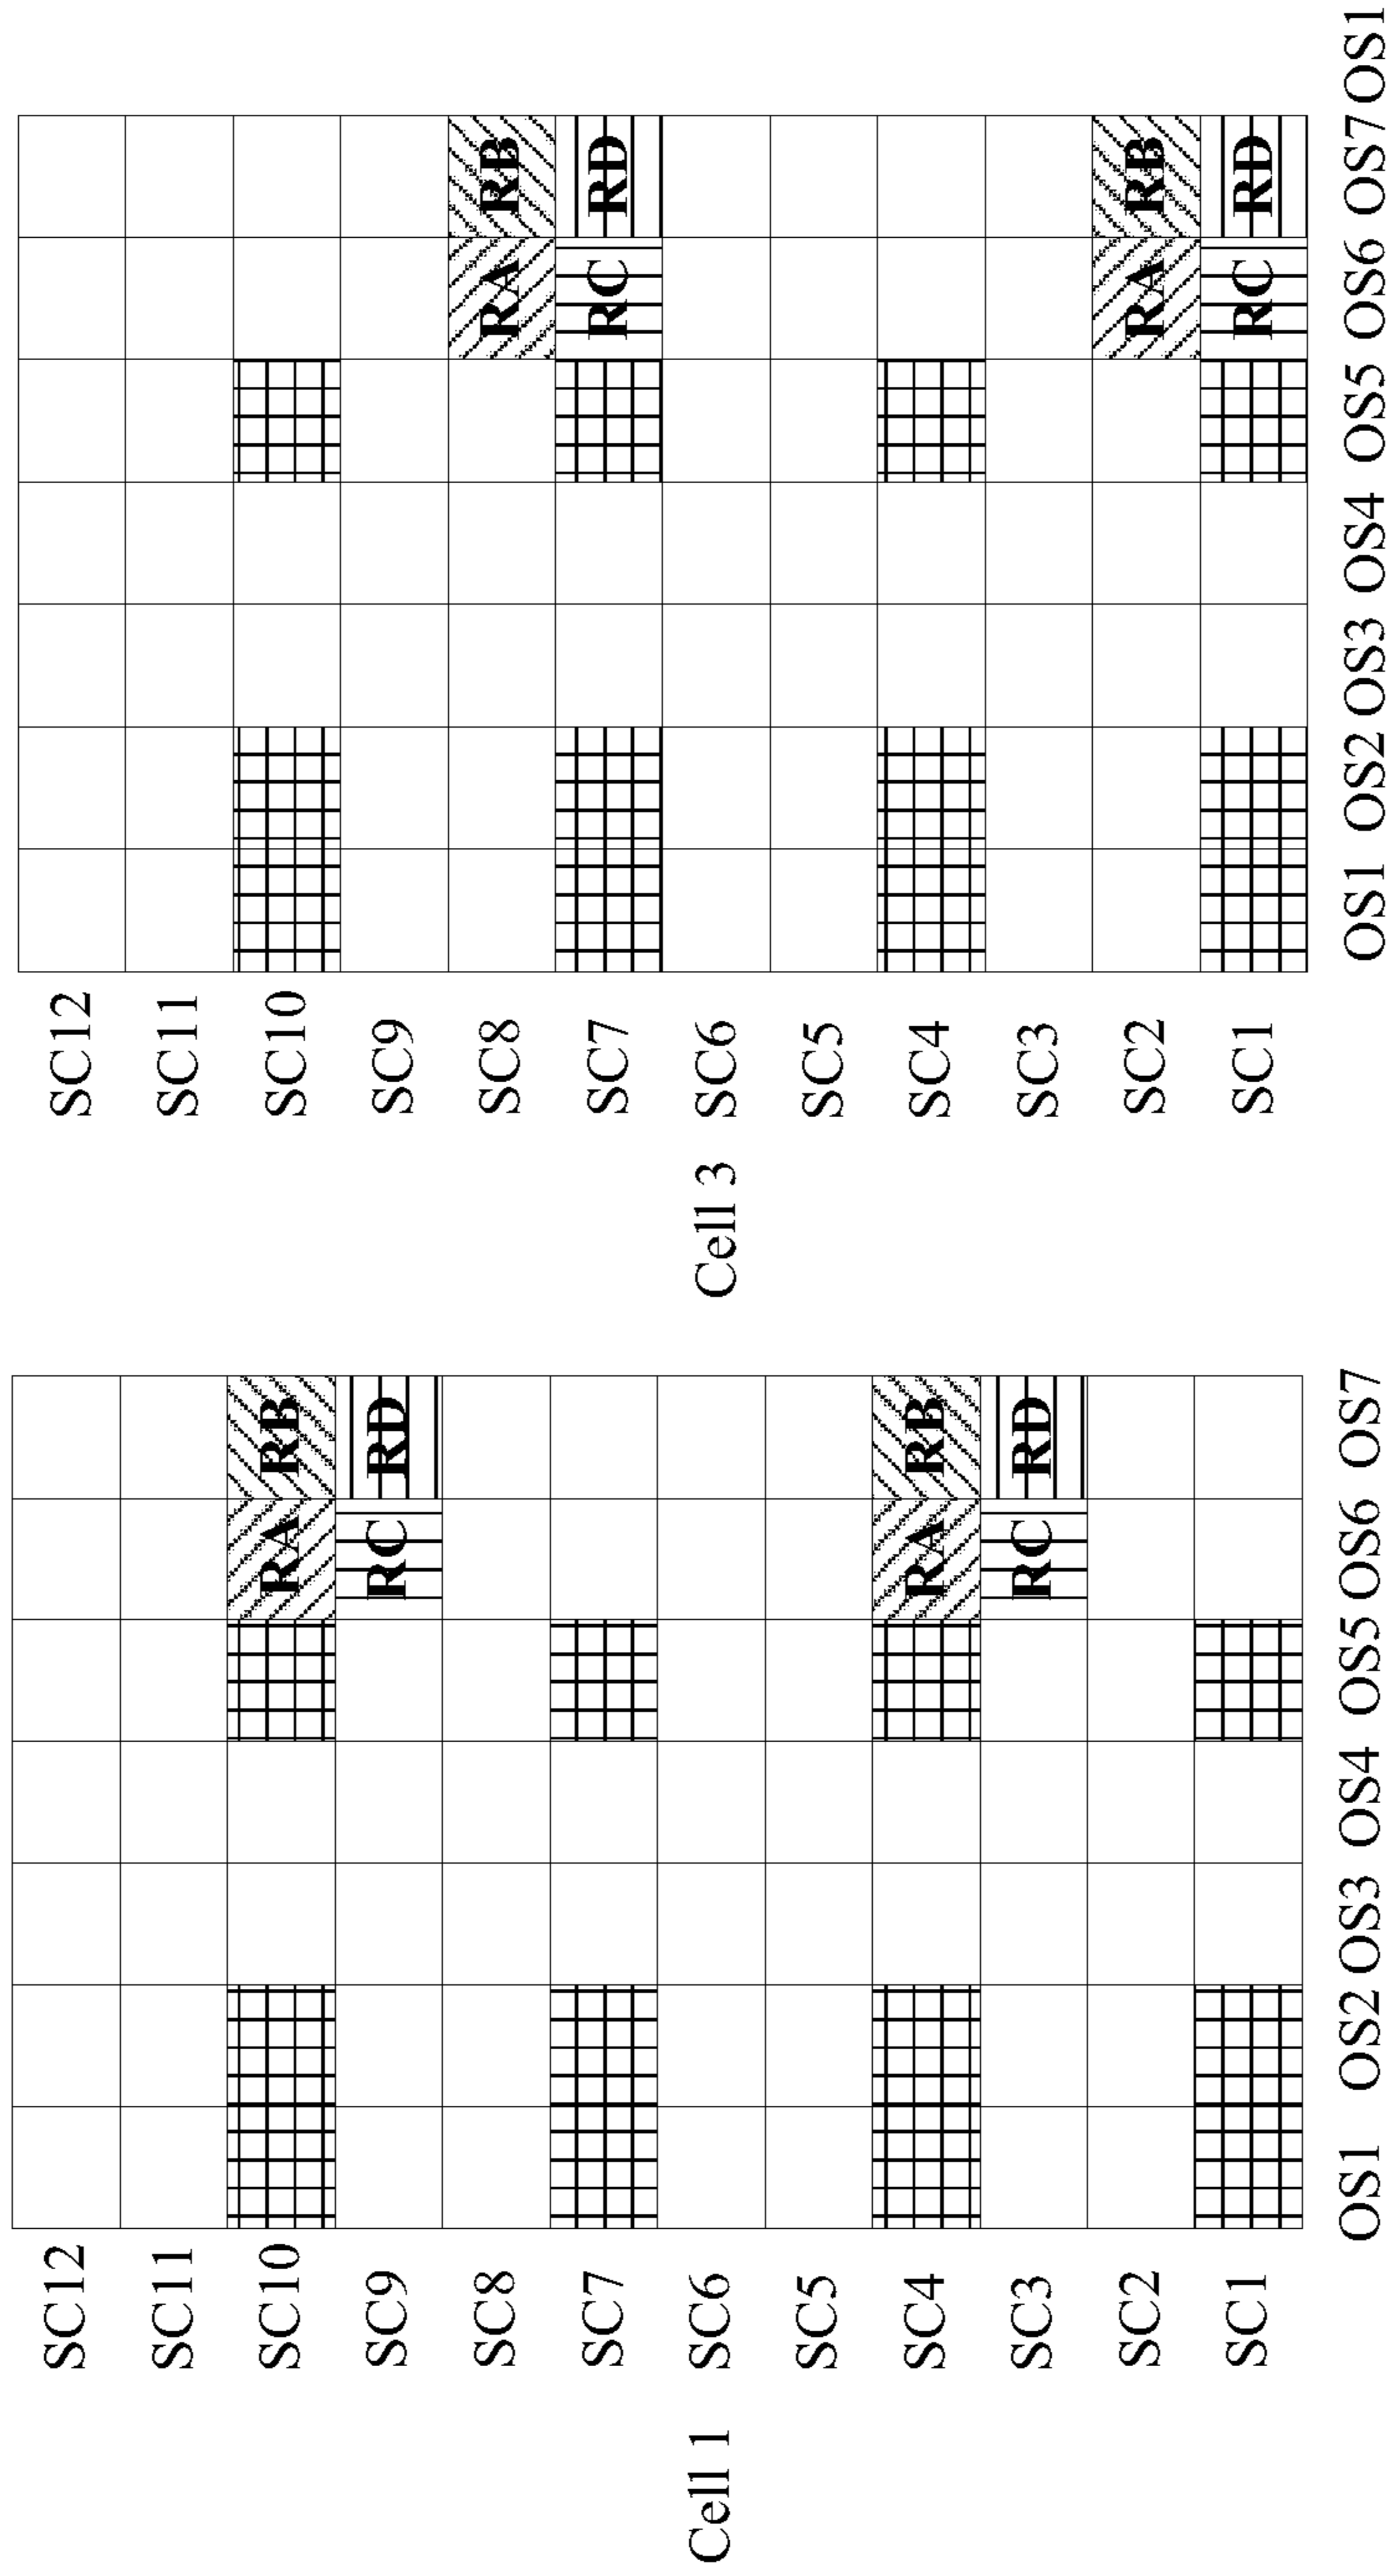 SC12
SC11
SC10 RA RB
SC9 RC RD
SC8
SC7
Cell 1 SC6
SC5
SC4 RA RB
SC3 RC RD
SC2
SC1
OS1 OS2 OS3 OS4 OS5 OS6 OS7
SC12
SC11
SC10
SC9
SC8 RA RB
SC7 RC RD
Cell 3 SC6
SC5
SC4
SC3
SC2 RA RB
SC1 RC RD
OS1 OS2 OS3 OS4 OS5 OS6 OS7 OS1